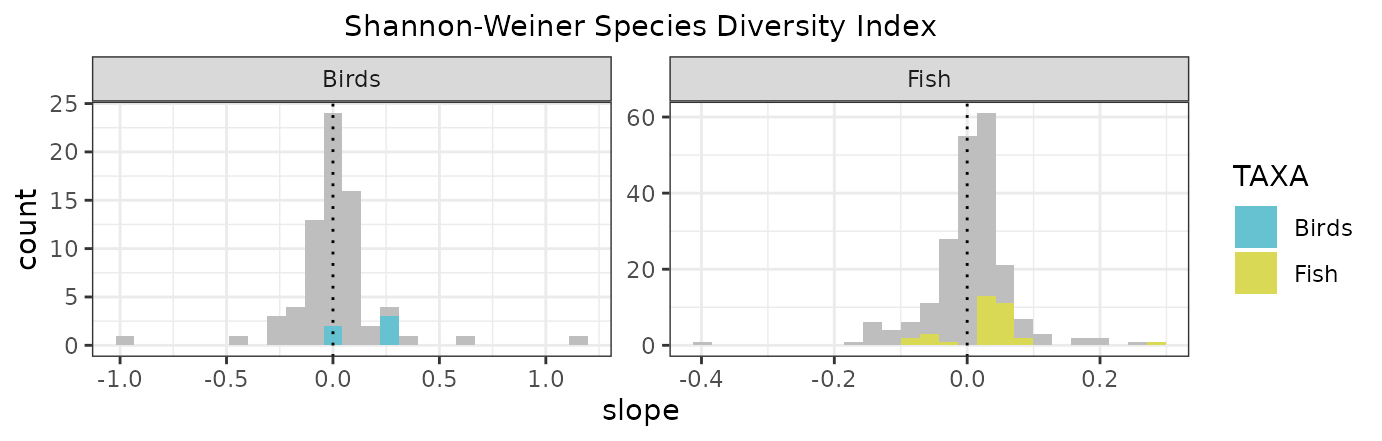 Shannon-Weiner Species Diversity Index
Birds
Fish
count
25
20
15
10
5
0
-1.0 -0.5 0.0 0.5 1.0
60
40
20
0
-0.4 -0.2 0.0 0.2
slope
TAXA
Birds
Fish